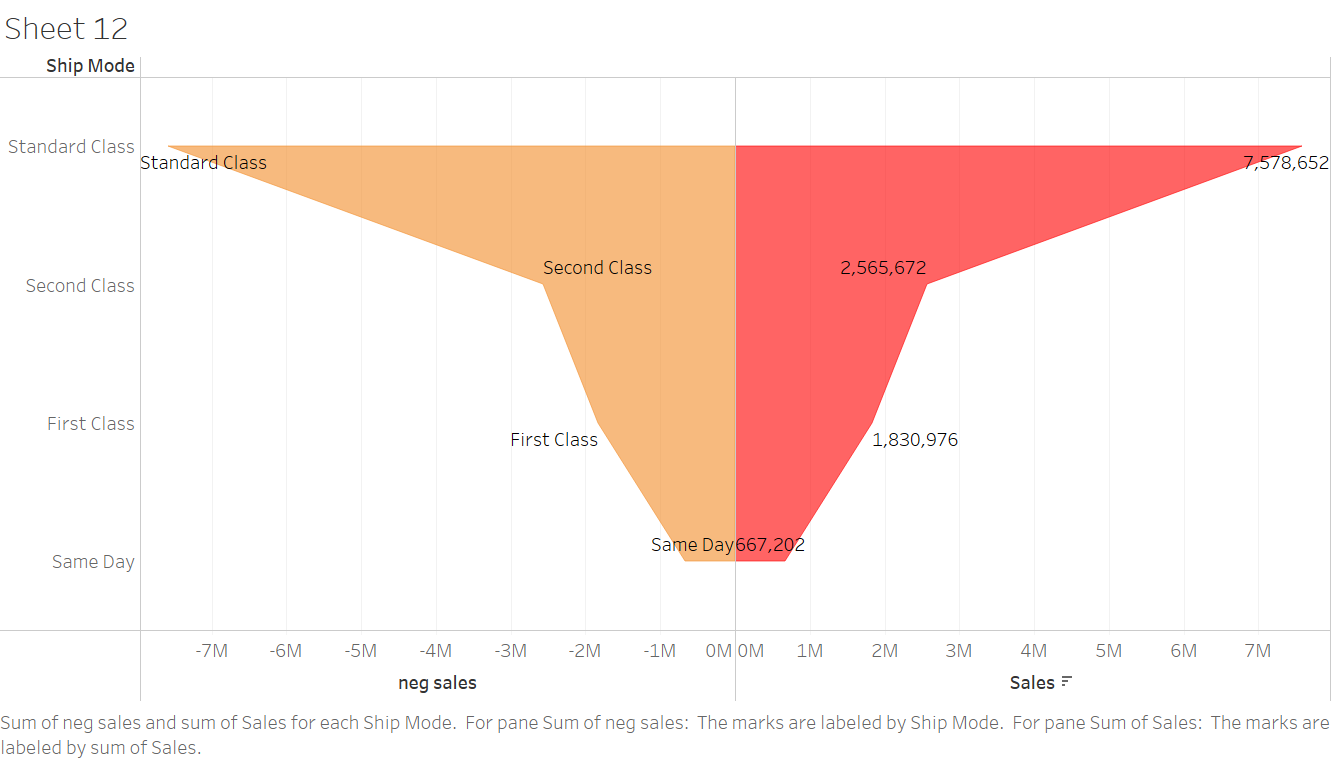 Sheet 12
Ship Mode
Standard Class
Standard Class 7,578,652
Second Class 2,565,672
Second Class
First Class
First Class 1,830,976
Same Day 667,202
Same Day
-7M -6M -5M -4M -3M -2M -1M 0M 0M 1M 2M 3M 4M 5M 6M 7M
neg sales Sales
Sum of neg sales and sum of Sales for each Ship Mode. For pane Sum of neg sales: The marks are labeled by Ship Mode. For pane Sum of Sales: The marks are
labeled by sum of Sales.